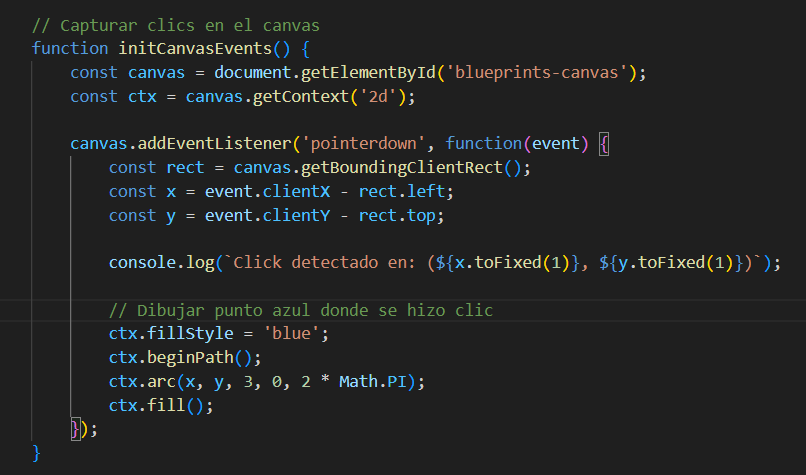 // Capturar clics en el canvas
function initCanvasEvents() {
    const canvas = document.getElementById('blueprints-canvas');
    const ctx = canvas.getContext('2d');

    canvas.addEventListener('pointerdown', function(event) {
        const rect = canvas.getBoundingClientRect();
        const x = event.clientX - rect.left;
        const y = event.clientY - rect.top;

        console.log(`Click detectado en: (${x.toFixed(1)}, ${y.toFixed(1)})`);

        // Dibujar punto azul donde se hizo clic
        ctx.fillStyle = 'blue';
        ctx.beginPath();
        ctx.arc(x, y, 3, 0, 2 * Math.PI);
        ctx.fill();
    });
}